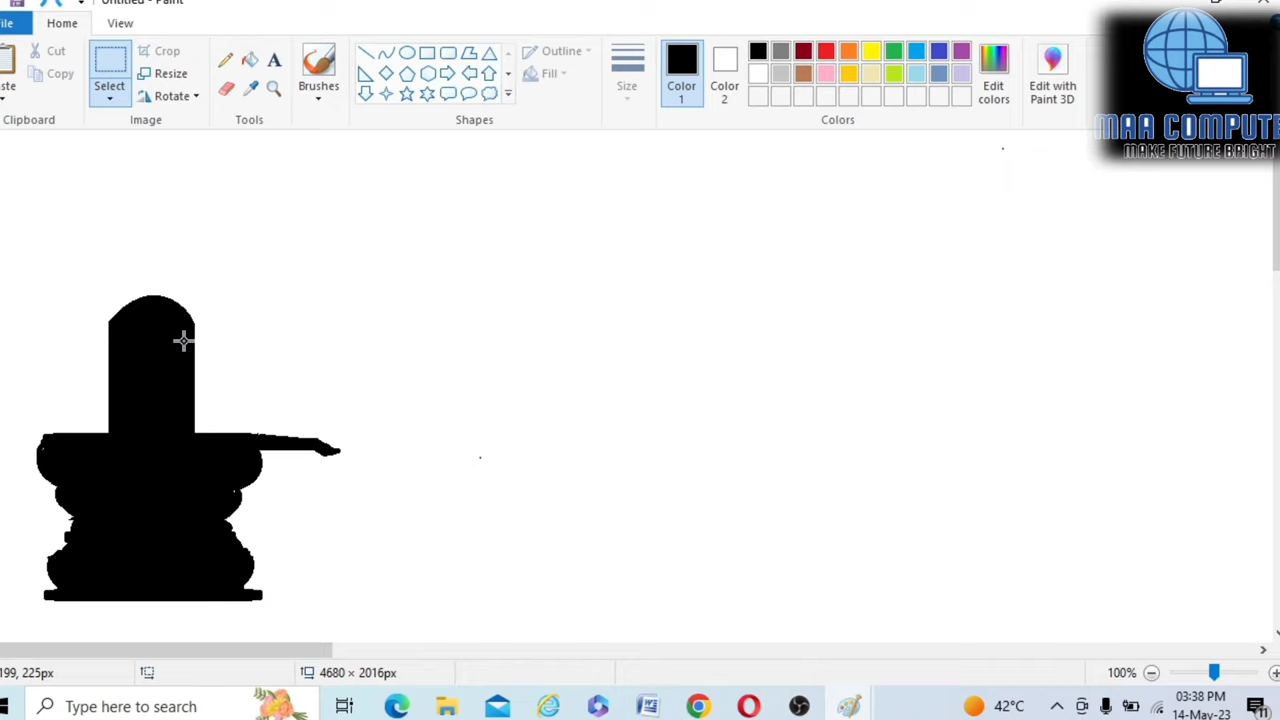 Untitled - Paint
File
Home
View
Cut
Copy
Clipboard
Select
Crop
Resize
Rotate
Image
Tools
Brushes
Shapes
Outline
Fill
Size
Color 1
Color 2
Colors
Edit colors
Edit with Paint 3D
MAA COMPUTE
MAKE FUTURE BRIGHT
199, 225px
4680 × 2016px
100%
Type here to search
42°C
03:38 PM
14-May-23
11